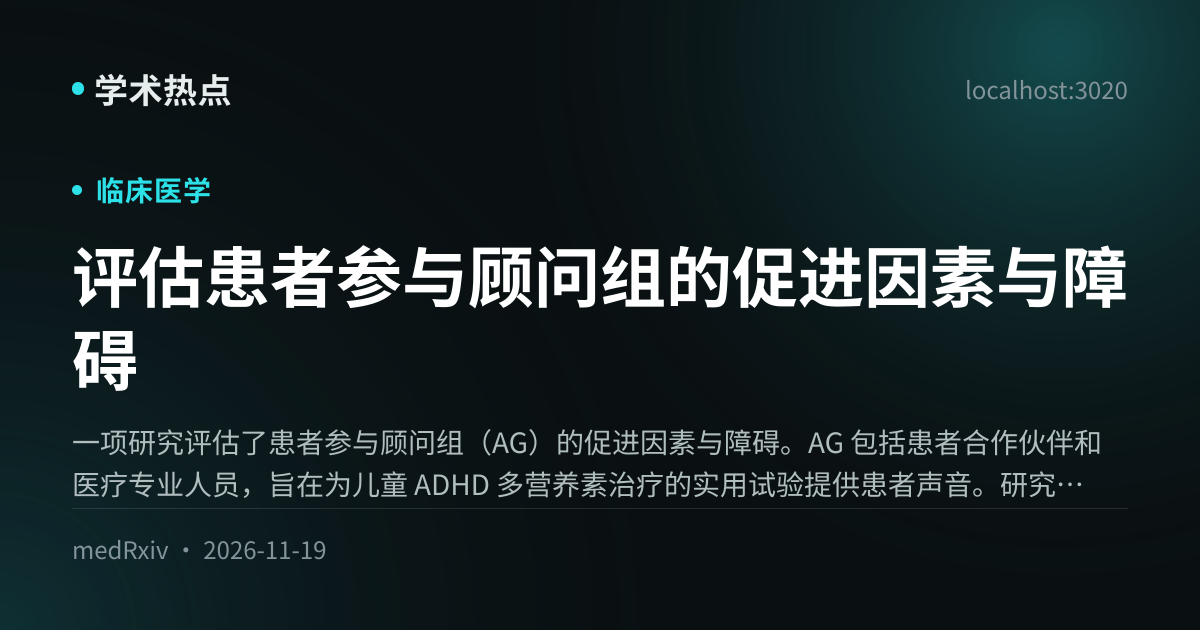 学术热点
localhost:3020
临床医学
评估患者参与顾问组的促进因素与障
碍
一项研究评估了患者参与顾问组（AG）的促进因素与障碍。AG 包括患者合作伙伴和
医疗专业人员，旨在为儿童 ADHD 多营养素治疗的实用试验提供患者声音。研究…
medRxiv · 2026-11-19